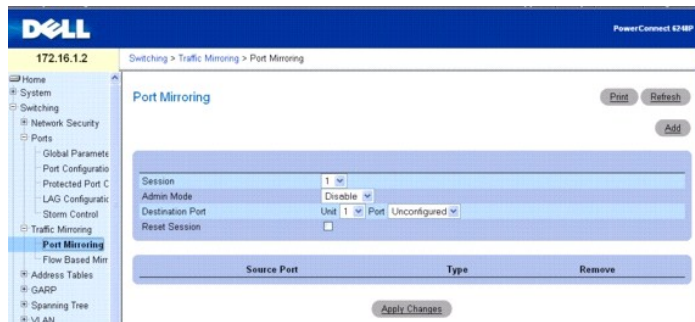 DELL
PowerConnect 6248P
172.16.1.2
Switching > Traffic Mirroring > Port Mirroring
Home
System
Switching
Network Security
Ports
Global Paramete
Port Configuratio
Protected Port C
LAG Configuratic
Storm Control
Traffic Mirroring
Port Mirroring
Flow Based Mirr
Address Tables
GARP
Spanning Tree
VLAN
Port Mirroring
Print Refresh
Add
Session 1
Admin Mode Disable
Destination Port Unit 1 Port Unconfigured
Reset Session
Source Port Type Remove
Apply Changes